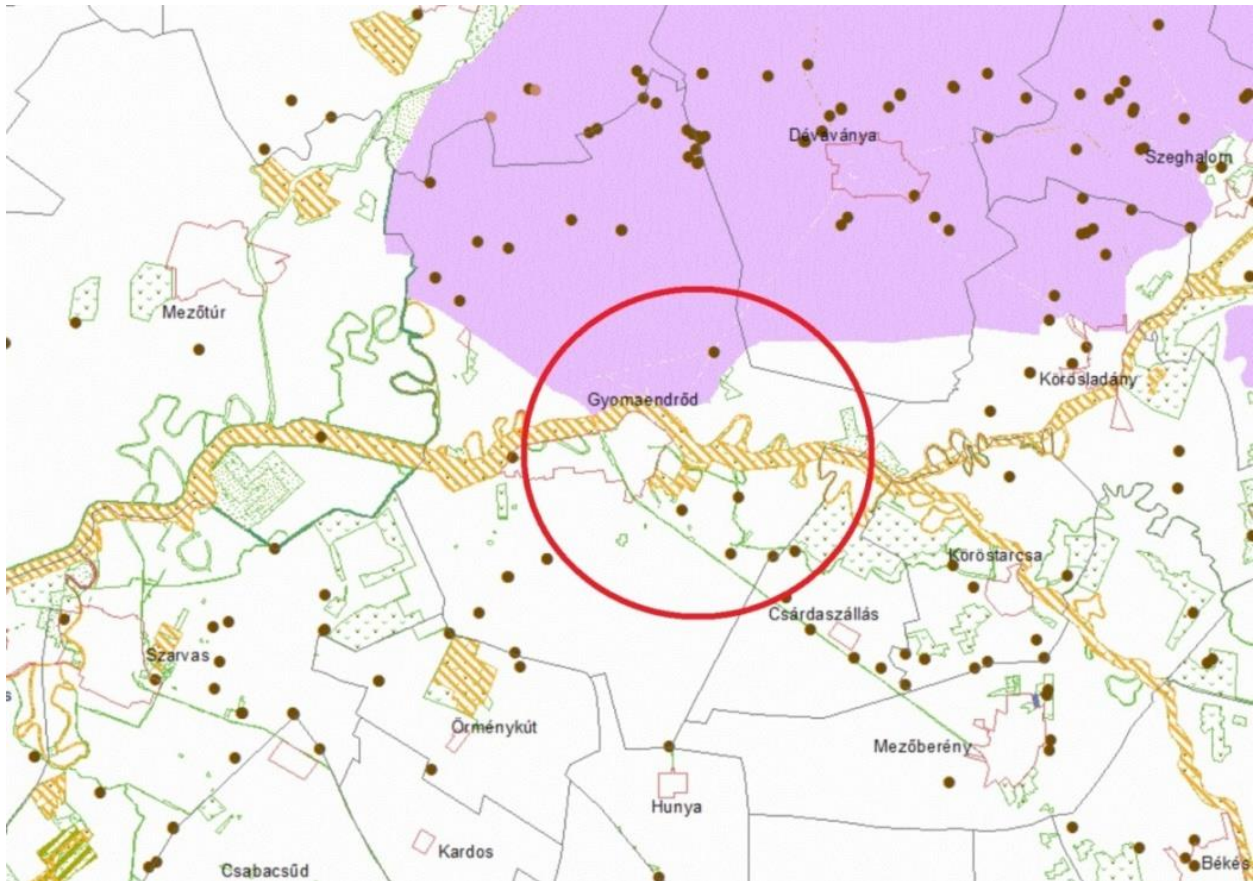 Dévaványa
Szeghalom
Mezőtúr
Körösladány
Gyomaendrőd
Köröstarcsa
Csárdaszállás
Szarvas
s
Örménykút
Mezőberény
Hunya
Kardos
Békés
Csabacsűd